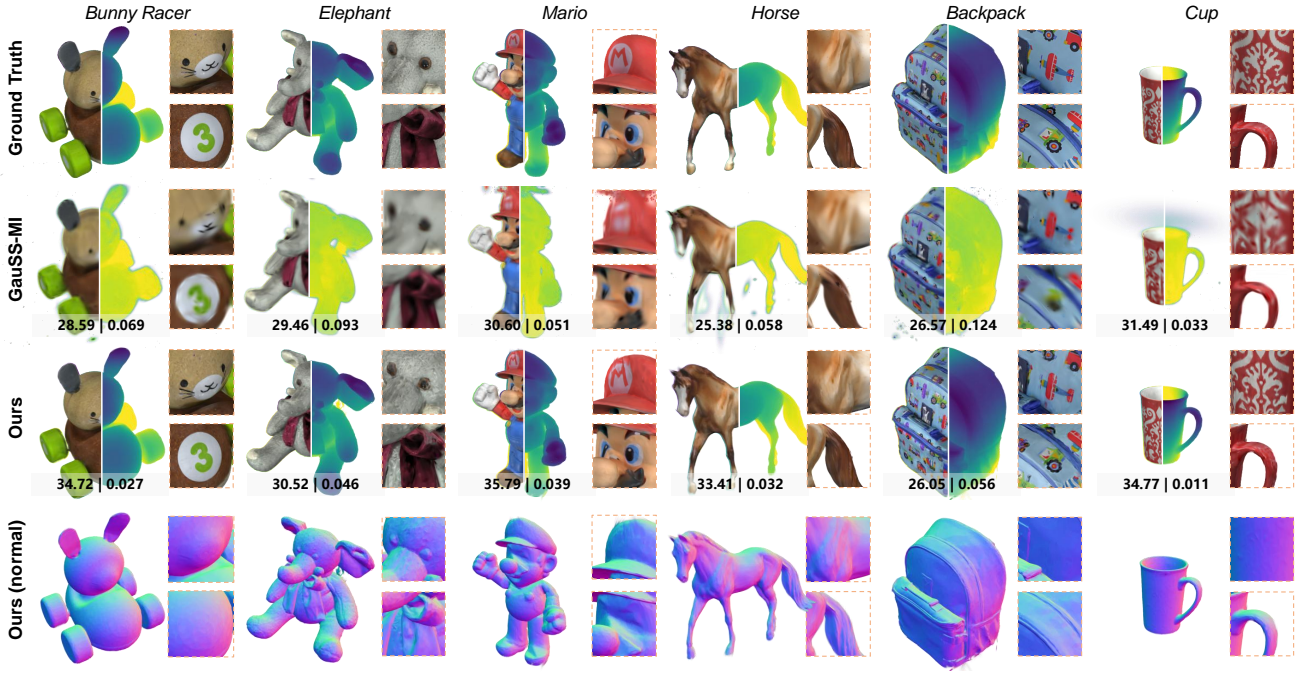 Bunny Racer Elephant Mario Horse Backpack Cup
Ground Truth
M
3
GauSS-MI
3
28.59 | 0.069 29.46 | 0.093 30.60 | 0.051 25.38 | 0.058 26.57 | 0.124 31.49 | 0.033
Ours
M
3
34.72 | 0.027 30.52 | 0.046 35.79 | 0.039 33.41 | 0.032 26.05 | 0.056 34.77 | 0.011
Ours (normal)